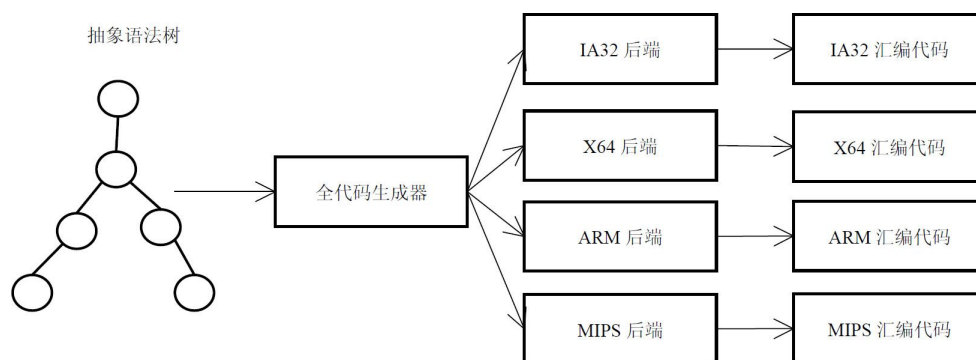 抽象语法树
全代码生成器
IA32 后端
IA32 汇编代码
X64 后端
X64 汇编代码
ARM 后端
ARM 汇编代码
MIPS 后端
MIPS 汇编代码